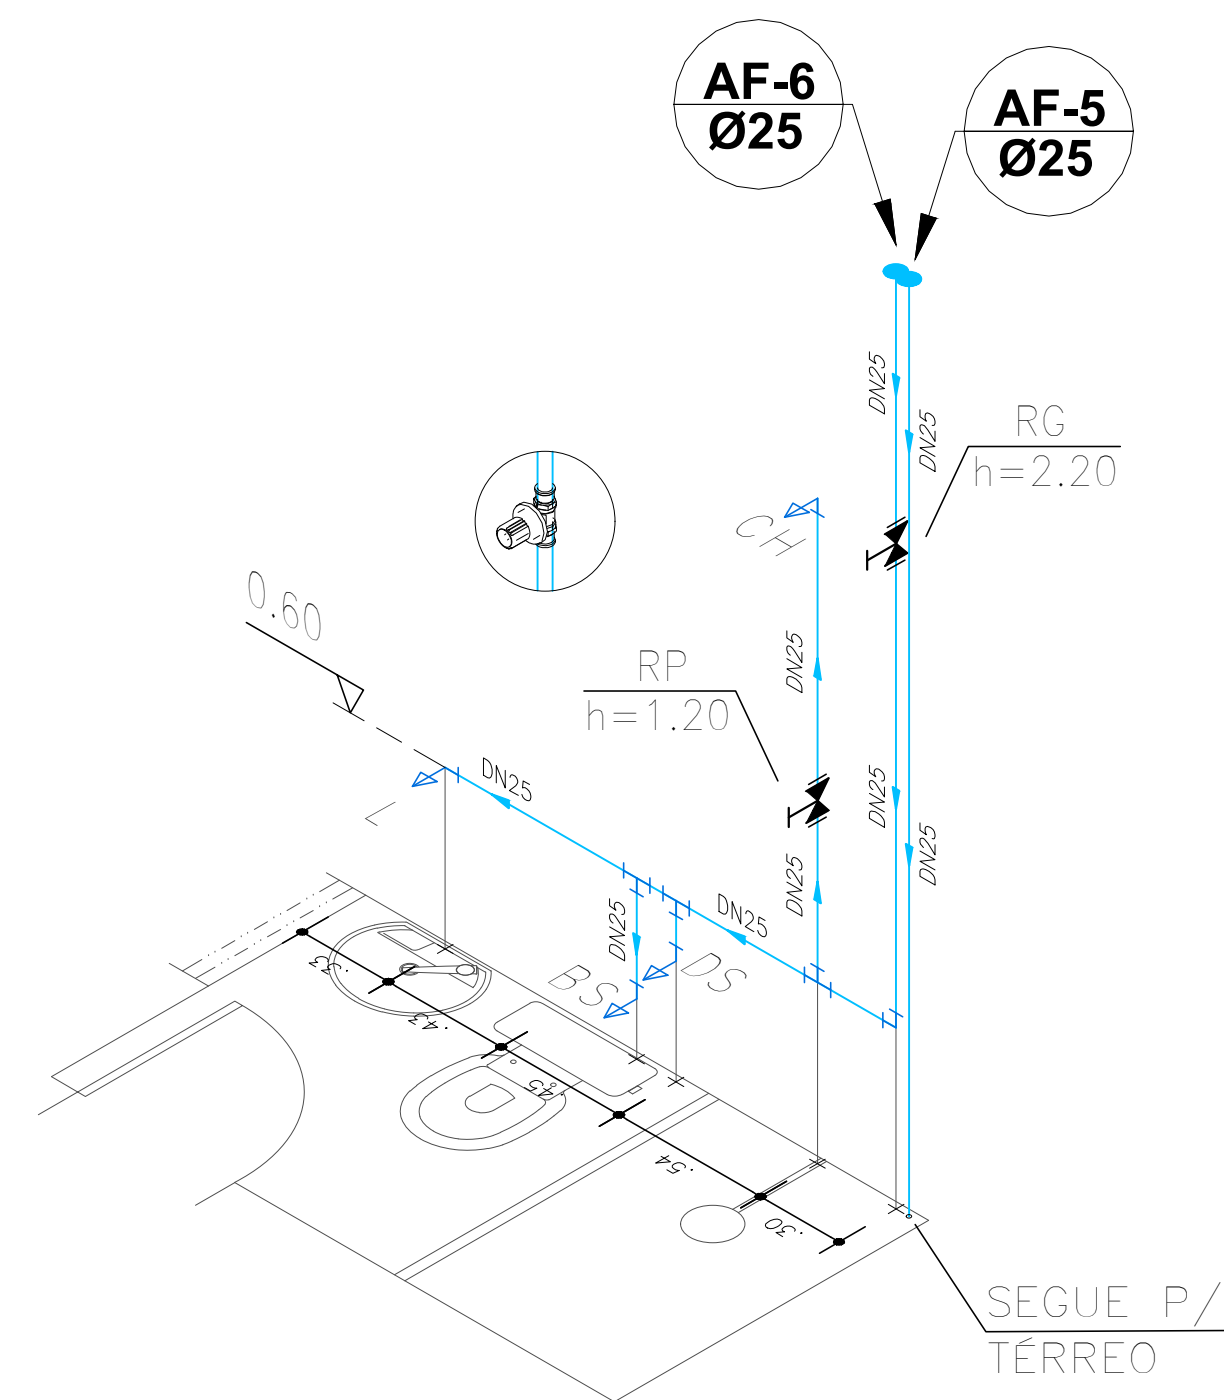 AF-6
Ø25
AF-5
Ø25
DN25
DN25
RG
h=2.20
CH
0.60
RP
h=1.20
DN25
DN25
DN25
DN25
DN25
L
DN25
DN25
DN25
BS
DS
.33
.43
.45
.54
.30
SEGUE P/
TÉRREO